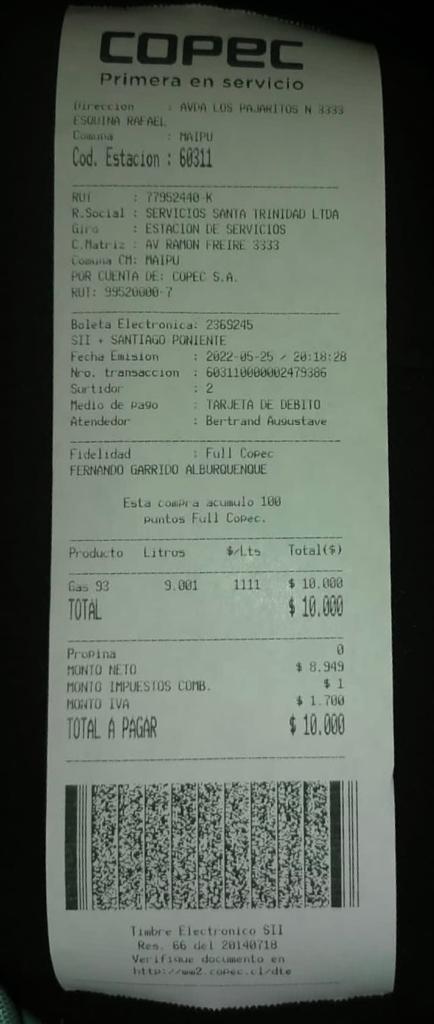 COPEC
Primera en servicio
Direccion : AVDA LOS PAJARITOS N 3333
ESQUINA RAFAEL
Comuna : MAIPU
Cod. Estacion : 60311
RUT : 77952440-K
R.Social : SERVICIOS SANTA TRINIDAD LTDA
Giro : ESTACION DE SERVICIOS
C.Matriz : AV RAMON FREIRE 3333
Comuna CM: MAIPU
POR CUENTA DE: COPEC S.A.
RUT: 99520000-7
Boleta Electronica: 2369245
SII - SANTIAGO PONIENTE
Fecha Emision : 2022-05-25 / 20:18:28
Nro. transaccion : 603110000002479386
Surtidor : 2
Medio de pago : TARJETA DE DEBITO
Atendedor : Bertrand Augustave
Fidelidad : Full Copec
FERNANDO GARRIDO ALBURQUENQUE
Esta compra acumulo 100
puntos Full Copec.
Producto Litros $/Lts Total($)
Gas 93 9.001 1111 $ 10.000
TOTAL $ 10.000
Propina 0
MONTO NETO $ 8.949
MONTO IMPUESTOS COMB. $ 1
MONTO IVA $ 1.700
TOTAL A PAGAR $ 10.000
Timbre Electronico SII
Res. 66 del 20140718
Verifique documento en
http://ww2.copec.cl/dte